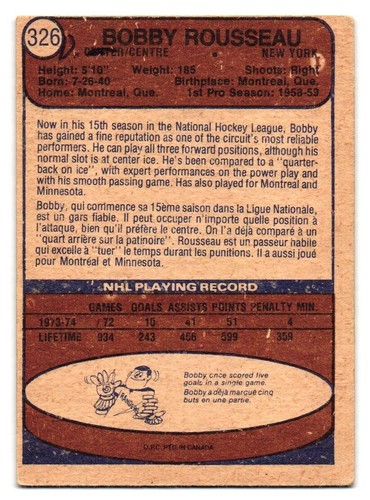 326
BOBBY ROUSSEAU
CENTER/CENTRE NEW YORK
Height: 5'10" Weight: 185 Shoots: Right
Born: 7-26-40 Birthplace: Montreal, Que.
Home: Montreal, Que. 1st Pro Season: 1958-59
Now in his 15th season in the National Hockey League, Bobby
has gained a fine reputation as one of the circuit's most reliable
performers. He can play all three forward positions, although his
normal slot is at center ice. He's been compared to a "quarter-
back on ice", with expert performances on the power play and
with his smooth passing game. Has also played for Montreal and
Minnesota.
Bobby, qui commence sa 15ème saison dans la Ligue Nationale,
est un gars fiable. Il peut occuper n'importe quelle position à
l'attaque, bien qu'il préfère le centre. On l'a déjà comparé à un
"quart arrière sur la patinoire". Rousseau est un passeur habile
qui excelle à "tuer" le temps durant les punitions. Il a aussi joué
pour Montréal et Minnesota.
NHL PLAYING RECORD
GAMES GOALS ASSISTS POINTS PENALTY MIN.
1973-74 72 10 41 51 4
LIFETIME 934 243 456 699 359
Bobby once scored five
goals in a single game.
Bobby a déjà marqué cinq
buts en une partie.
O.P.C. PTD. IN CANADA